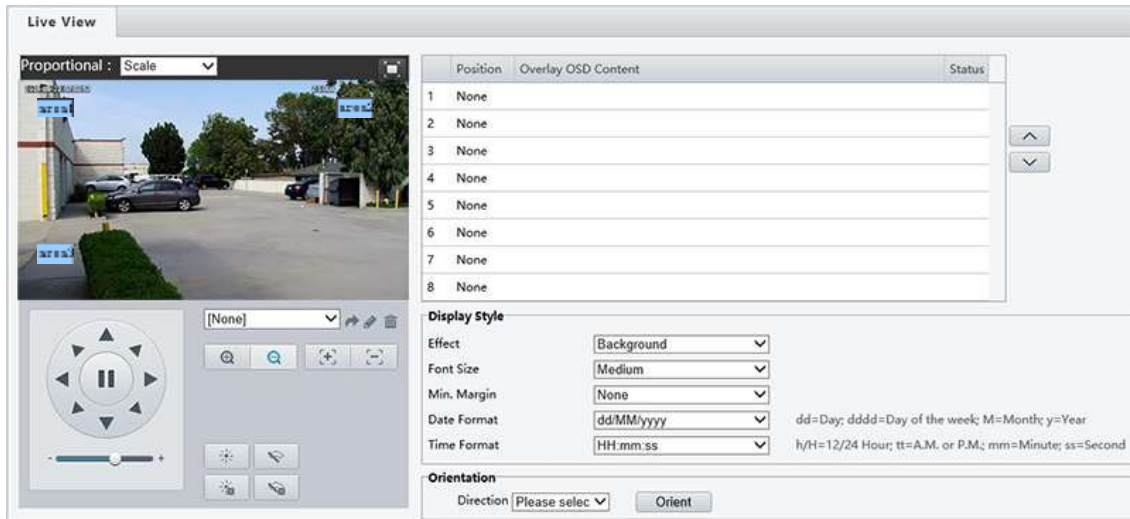 Live View
Proportional : Scale
area1
area2
area3
[None]
Position Overlay OSD Content Status
1 None
2 None
3 None
4 None
5 None
6 None
7 None
8 None
Display Style
Effect Background
Font Size Medium
Min. Margin None
Date Format dd/MM/yyyy dd=Day; dddd=Day of the week; M=Month; y=Year
Time Format HH:mm:ss h/H=12/24 Hour; tt=A.M. or P.M.; mm=Minute; ss=Second
Orientation
Direction Please selec Orient